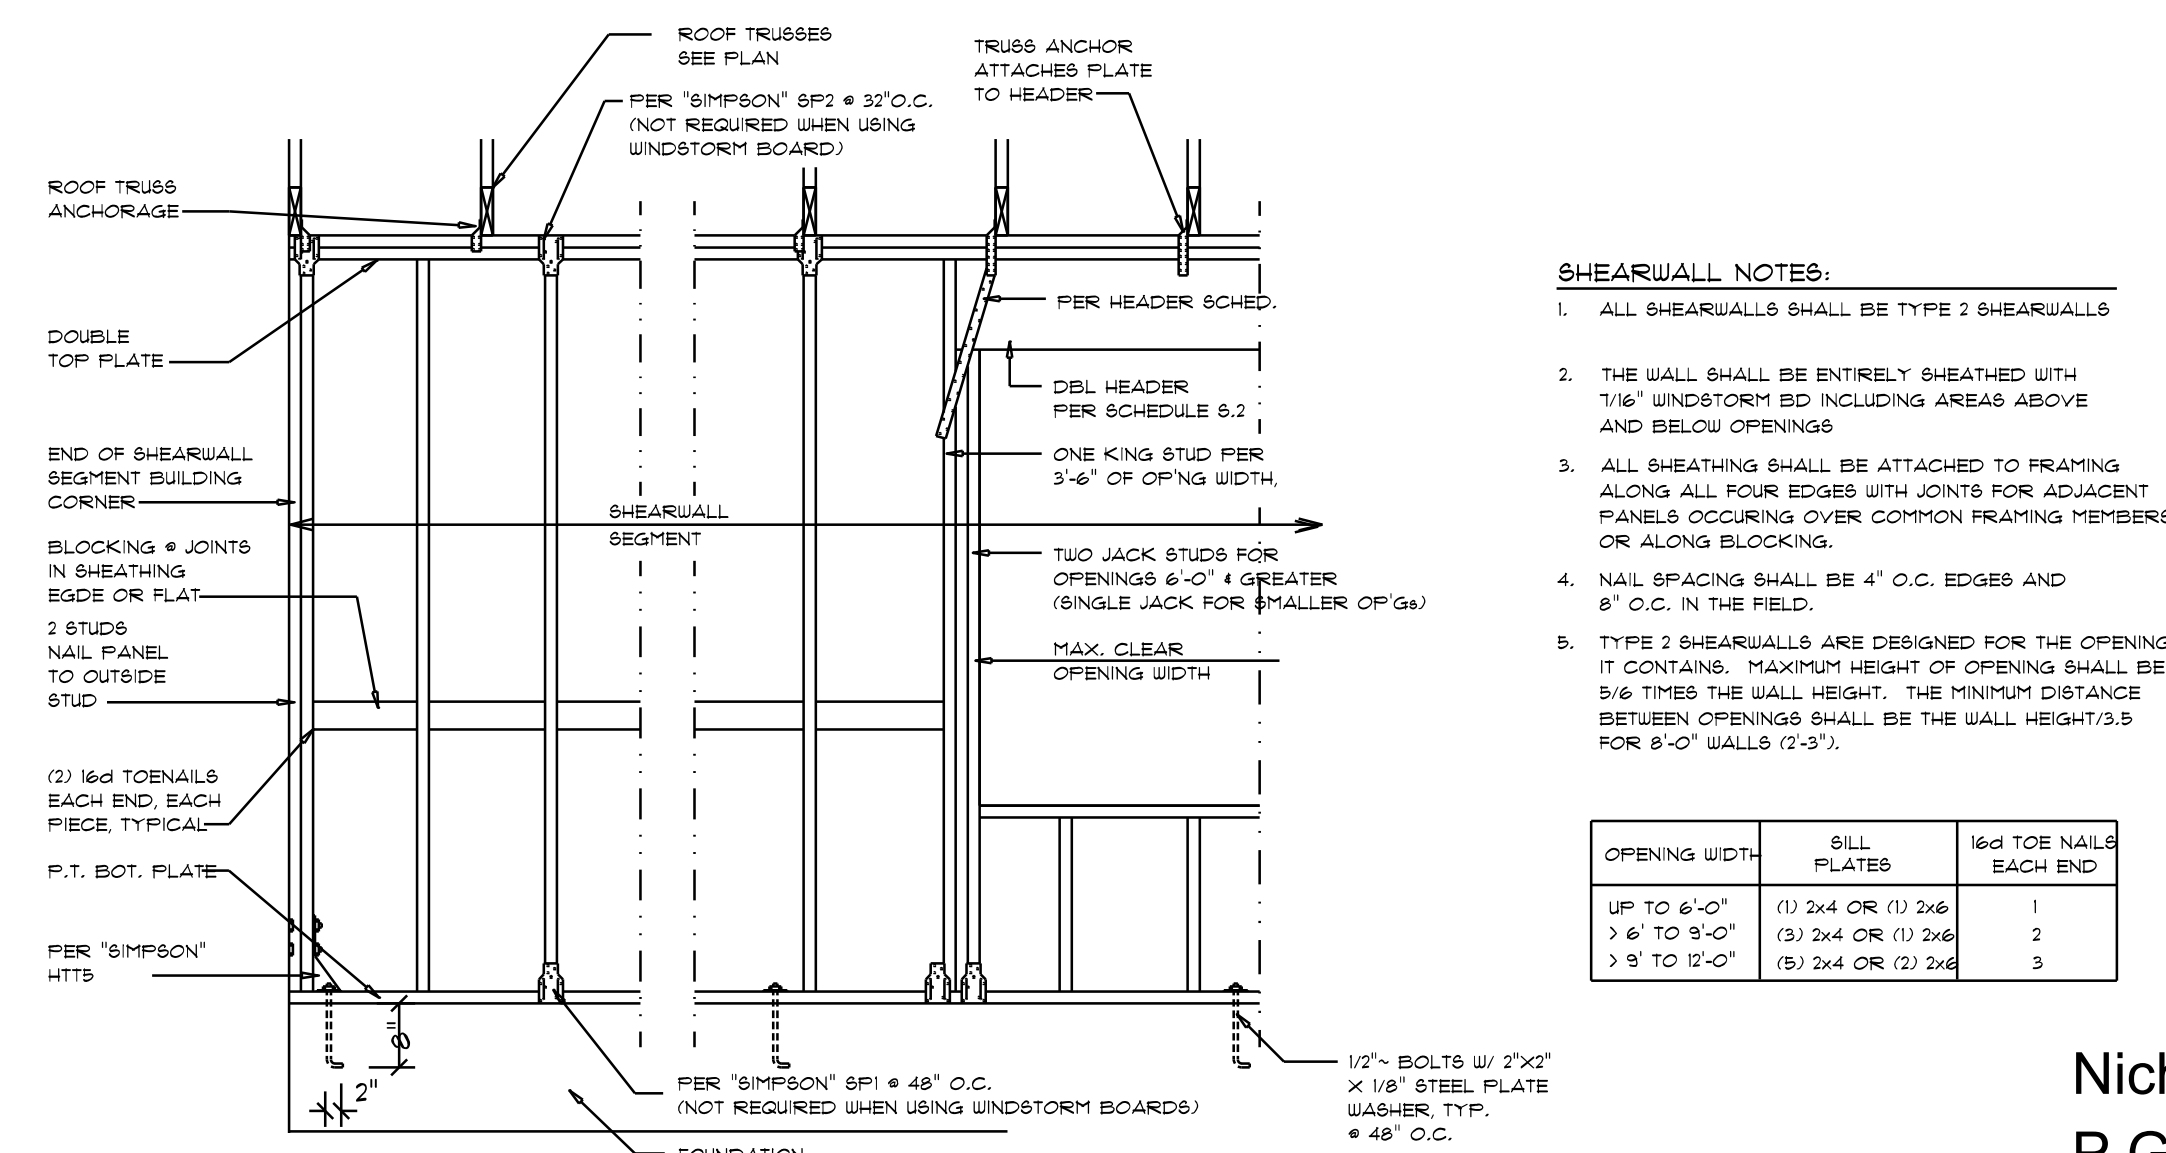 ROOF TRUSSES
SEE PLAN
TRUSS ANCHOR
ATTACHES PLATE
TO HEADER
PER "SIMPSON" SP2 @ 32"O.C.
(NOT REQUIRED WHEN USING
WINDSTORM BOARD)
ROOF TRUSS
ANCHORAGE
DOUBLE
TOP PLATE
END OF SHEARWALL
SEGMENT BUILDING
CORNER
BLOCKING @ JOINTS
IN SHEATHING
EGDE OR FLAT
2 STUDS
NAIL PANEL
TO OUTSIDE
STUD
(2) 16d TOENAILS
EACH END, EACH
PIECE, TYPICAL
P.T. BOT. PLATE
PER "SIMPSON"
HTT5
SHEARWALL
SEGMENT
PER HEADER SCHED.
DBL HEADER
PER SCHEDULE S.2
ONE KING STUD PER
3'-6" OF OP'NG WIDTH,
TWO JACK STUDS FOR
OPENINGS 6'-0" & GREATER
(SINGLE JACK FOR SMALLER OP'Gs)
MAX. CLEAR
OPENING WIDTH
8"
2"
PER "SIMPSON" SP1 @ 48" O.C.
(NOT REQUIRED WHEN USING WINDSTORM BOARDS)
FOUNDATION
1/2"~ BOLTS W/ 2"X2"
X 1/8" STEEL PLATE
WASHER, TYP.
@ 48" O.C.
SHEARWALL NOTES:
1. ALL SHEARWALLS SHALL BE TYPE 2 SHEARWALLS
2. THE WALL SHALL BE ENTIRELY SHEATHED WITH
7/16" WINDSTORM BD INCLUDING AREAS ABOVE
AND BELOW OPENINGS
3. ALL SHEATHING SHALL BE ATTACHED TO FRAMING
ALONG ALL FOUR EDGES WITH JOINTS FOR ADJACENT
PANELS OCCURING OVER COMMON FRAMING MEMBERS
OR ALONG BLOCKING.
4. NAIL SPACING SHALL BE 4" O.C. EDGES AND
8" O.C. IN THE FIELD.
5. TYPE 2 SHEARWALLS ARE DESIGNED FOR THE OPENING
IT CONTAINS. MAXIMUM HEIGHT OF OPENING SHALL BE
5/6 TIMES THE WALL HEIGHT. THE MINIMUM DISTANCE
BETWEEN OPENINGS SHALL BE THE WALL HEIGHT/3.5
FOR 8'-0" WALLS (2'-3").
OPENING WIDTH SILL PLATES 16d TOE NAILS EACH END
UP TO 6'-0" (1) 2x4 OR (1) 2x6 1
> 6' TO 9'-0" (3) 2x4 OR (1) 2x6 2
> 9' TO 12'-0" (5) 2x4 OR (2) 2x6 3